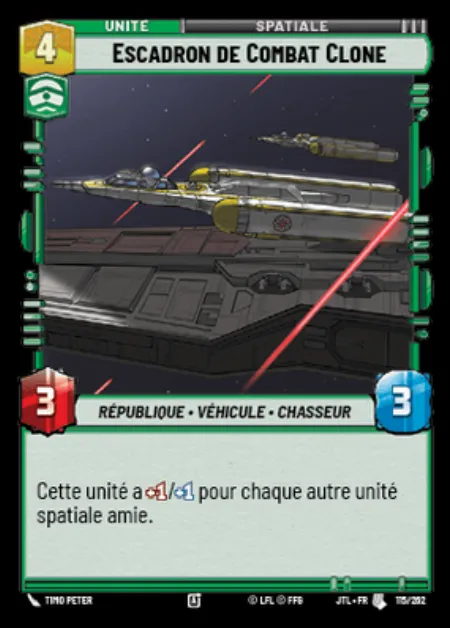 UNITÉ
SPATIALE
4
ESCADRON DE COMBAT CLONE
3
RÉPUBLIQUE • VÉHICULE • CHASSEUR
3
Cette unité a +1/+1 pour chaque autre unité
spatiale amie.
TIMO PETER
© LFL © FFG
JTL • FR
115/262